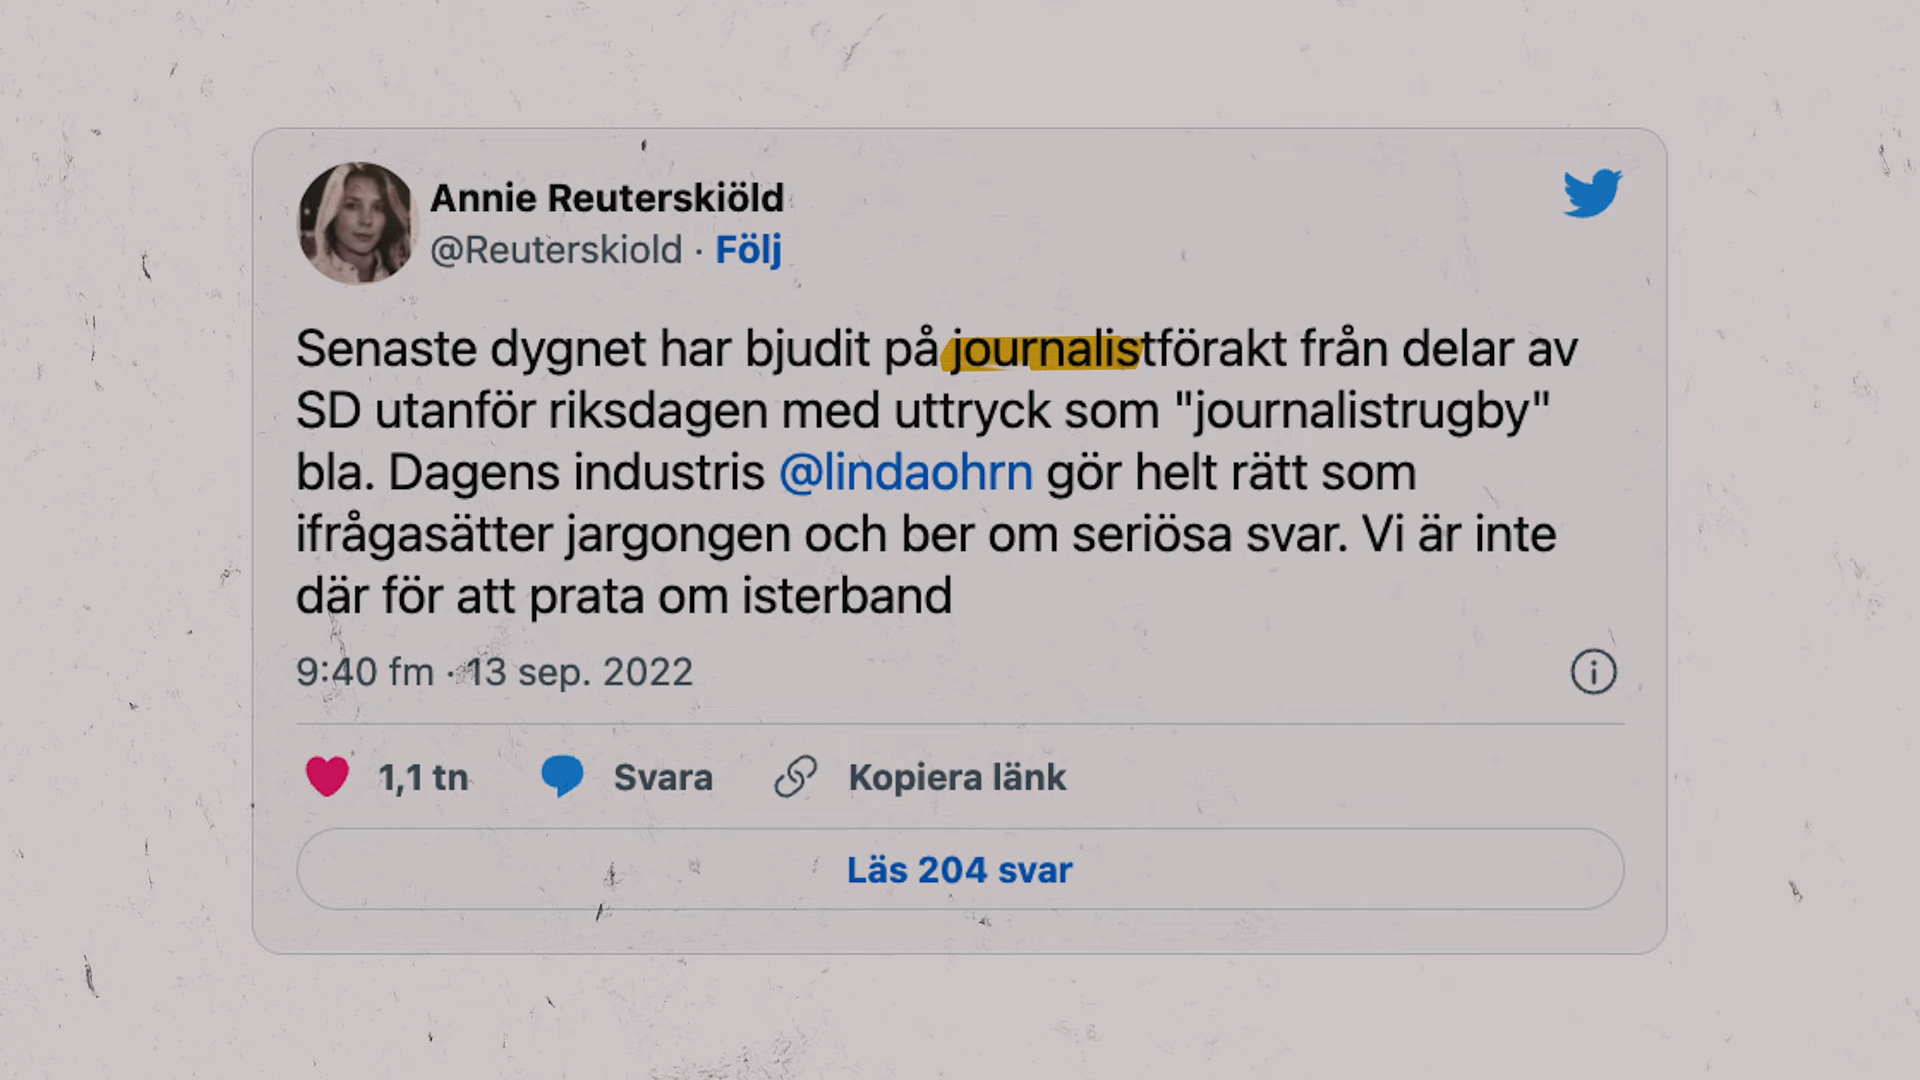 Annie Reuterskiöld
@Reuterskiold · Följ
Senaste dygnet har bjudit på journalistförakt från delar av
SD utanför riksdagen med uttryck som "journalistrugby"
bla. Dagens industris @lindaohrn gör helt rätt som
ifrågasätter jargongen och ber om seriösa svar. Vi är inte
där för att prata om isterband
9:40 fm · 13 sep. 2022
1,1 tn Svara Kopiera länk
Läs 204 svar